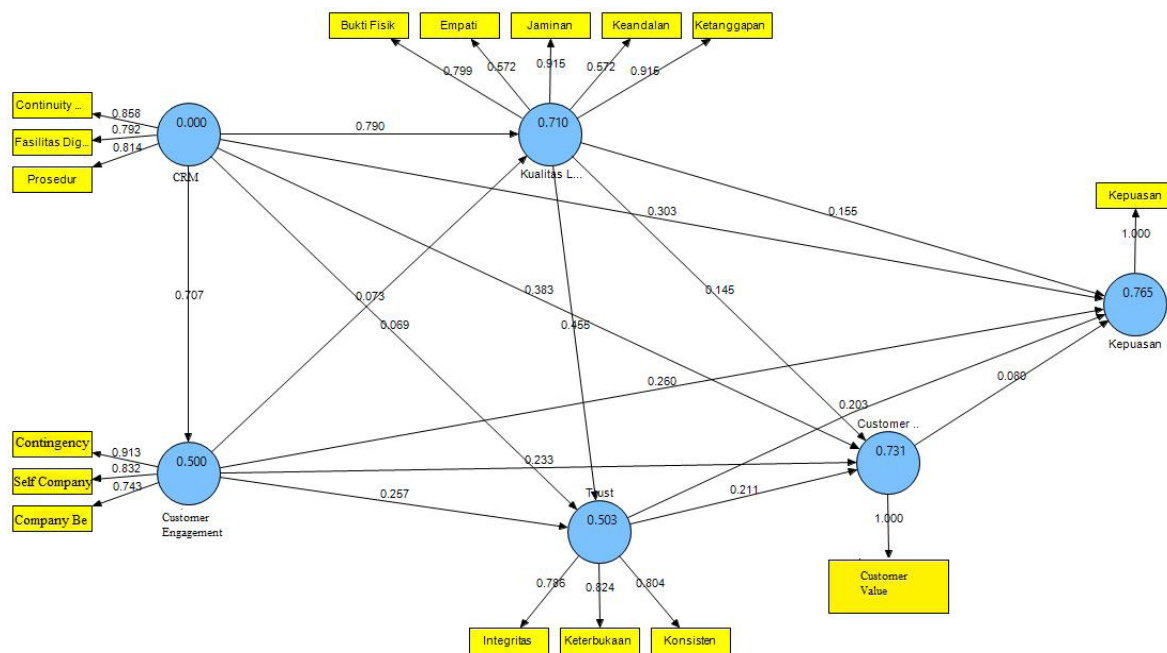 Bukti Fisik
Empati
Jaminan
Keandalan
Ketanggapan
0.799
0.572
0.915
0.572
0.915
Continuity ...
Fasilitas Dig...
Prosedur
0.858
0.792
0.814
0.000
CRM
0.790
0.710
Kualitas L...
0.303
0.155
Kepuasan
1.000
0.765
Kepuasan
0.707
0.073
0.069
0.383
0.455
0.145
0.260
0.203
0.080
Contingency
Self Company
Company Be
0.913
0.832
0.743
0.500
Customer
Engagement
0.233
0.257
Trust
0.503
0.211
Customer ..
0.731
1.000
Customer
Value
0.786
0.824
0.804
Integritas
Keterbukaan
Konsisten